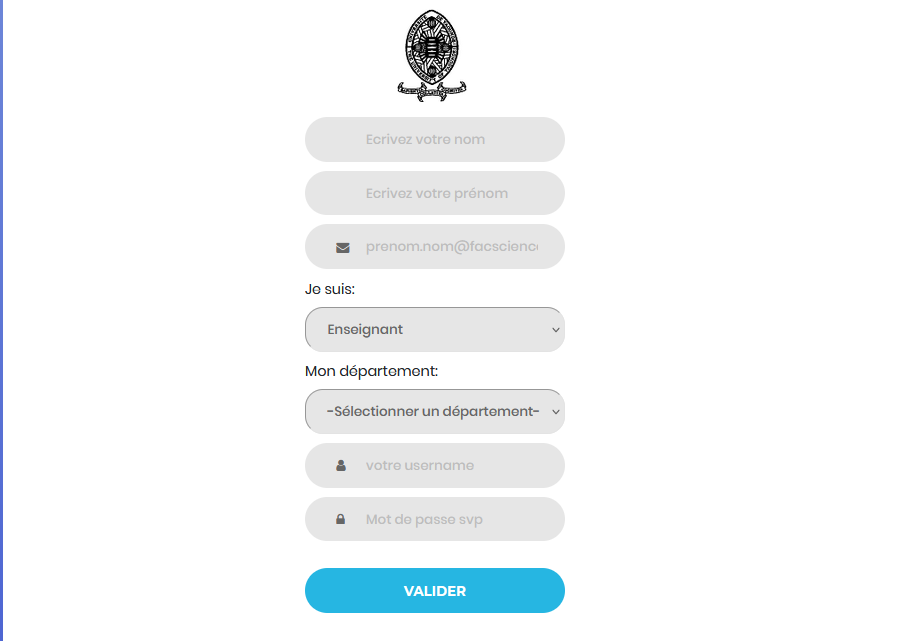 Ecrivez votre nom
Ecrivez votre prénom
prenom.nom@facscienc
Je suis:
Enseignant
Mon département:
-Sélectionner un département-
votre username
Mot de passe svp
VALIDER